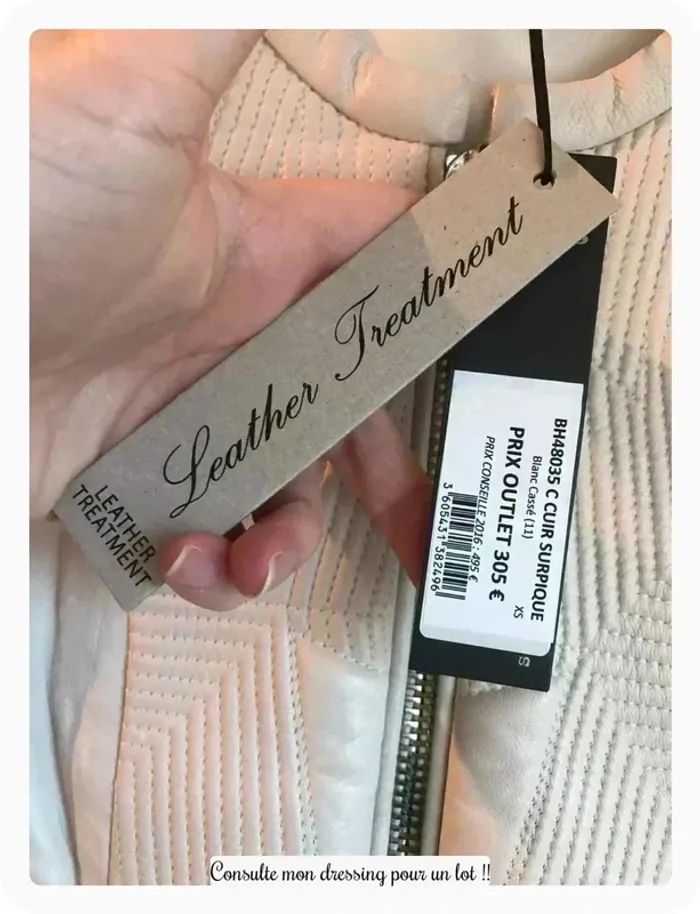 Leather Treatment
LEATHER
TREATMENT
BH48035 C CUIR SURPIQUE
Blanc Cassé (11)
XS
PRIX OUTLET 305 €
PRIX CONSEILLE 2016 : 495 €
3 605431 382496
S
Consulte mon dressing pour un lot !!